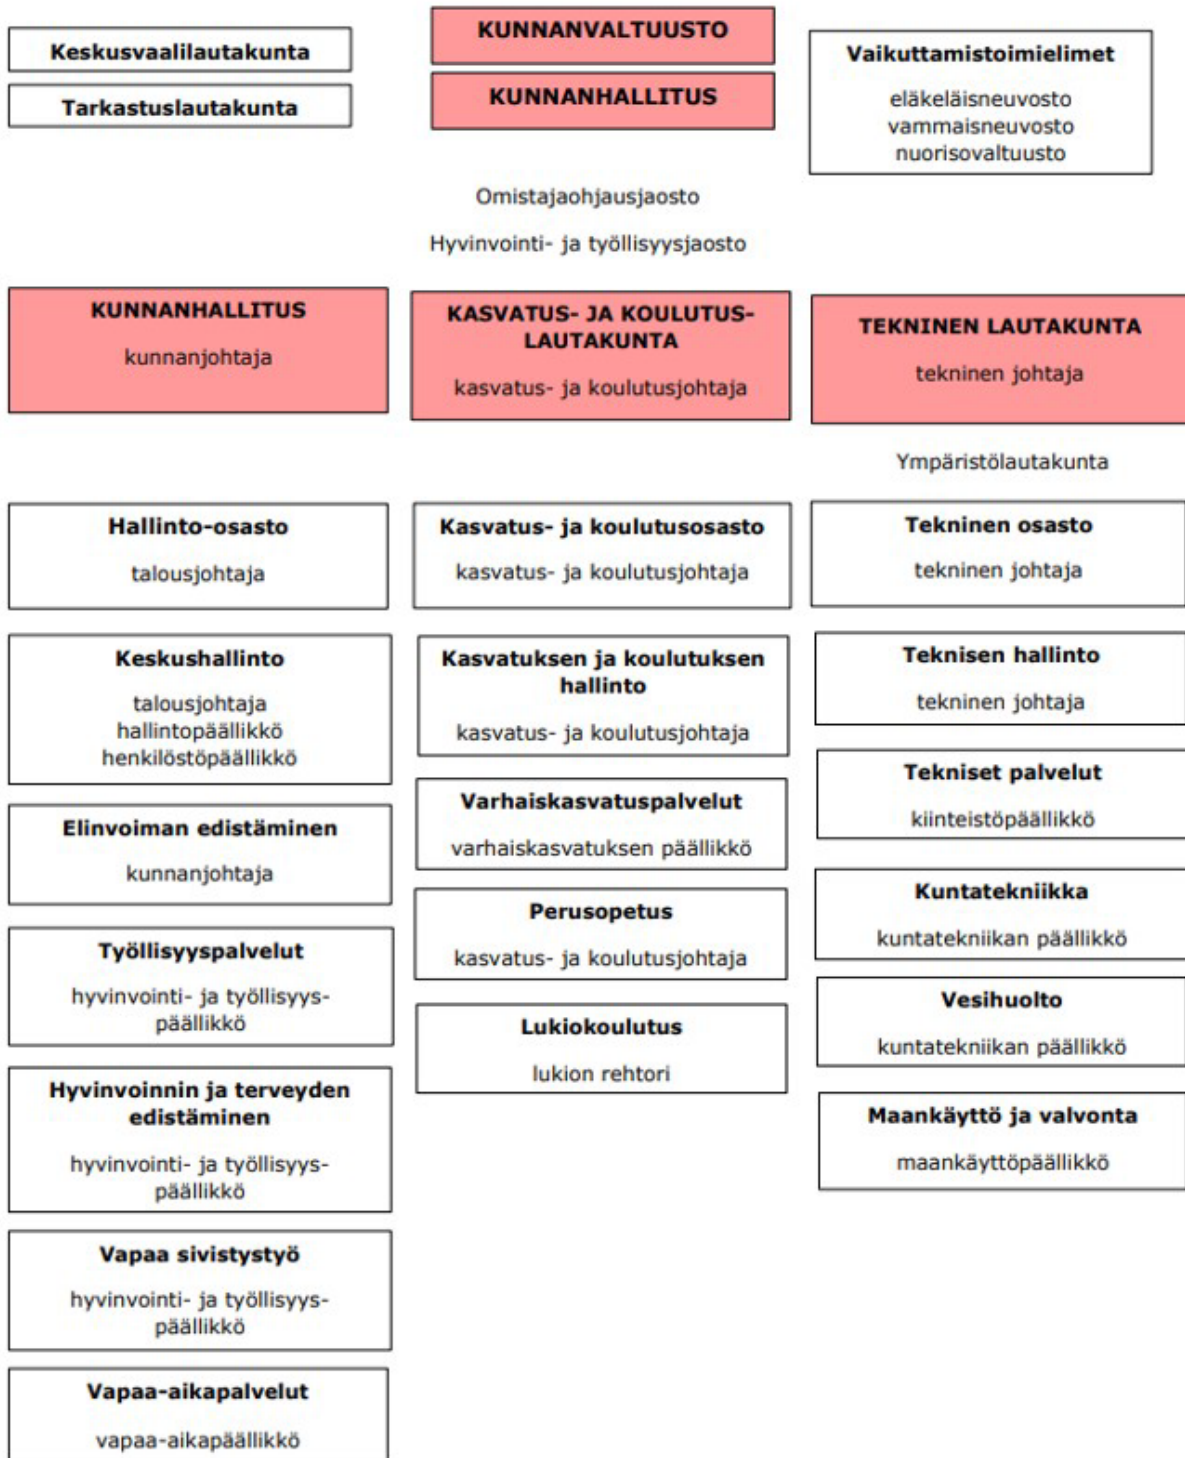 Keskusvaalilautakunta
Tarkastuslautakunta
KUNNANVALTUUSTO
KUNNANHALLITUS
Vaikuttamistoimielimet
eläkeläisneuvosto
vammaisneuvosto
nuorisovaltuusto
Omistajaohjausjaosto
Hyvinvointi- ja työllisyysjaosto
KUNNANHALLITUS
kunnanjohtaja
KASVATUS- JA KOULUTUS-
LAUTAKUNTA
kasvatus- ja koulutusjohtaja
TEKNINEN LAUTAKUNTA
tekninen johtaja
Ympäristölautakunta
Hallinto-osasto
talousjohtaja
Keskushallinto
talousjohtaja
hallintopäällikkö
henkilöstöpäällikkö
Elinvoiman edistäminen
kunnanjohtaja
Työllisyyspalvelut
hyvinvointi- ja työllisyys-
päällikkö
Hyvinvoinnin ja terveyden
edistäminen
hyvinvointi- ja työllisyys-
päällikkö
Vapaa sivistystyö
hyvinvointi- ja työllisyys-
päällikkö
Vapaa-aikapalvelut
vapaa-aikapäällikkö
Kasvatus- ja koulutusosasto
kasvatus- ja koulutusjohtaja
Kasvatuksen ja koulutuksen
hallinto
kasvatus- ja koulutusjohtaja
Varhaiskasvatuspalvelut
varhaiskasvatuksen päällikkö
Perusopetus
kasvatus- ja koulutusjohtaja
Lukiokoulutus
lukion rehtori
Tekninen osasto
tekninen johtaja
Teknisen hallinto
tekninen johtaja
Tekniset palvelut
kiinteistöpäällikkö
Kuntatekniikka
kuntatekniikan päällikkö
Vesihuolto
kuntatekniikan päällikkö
Maankäyttö ja valvonta
maankäyttöpäällikkö